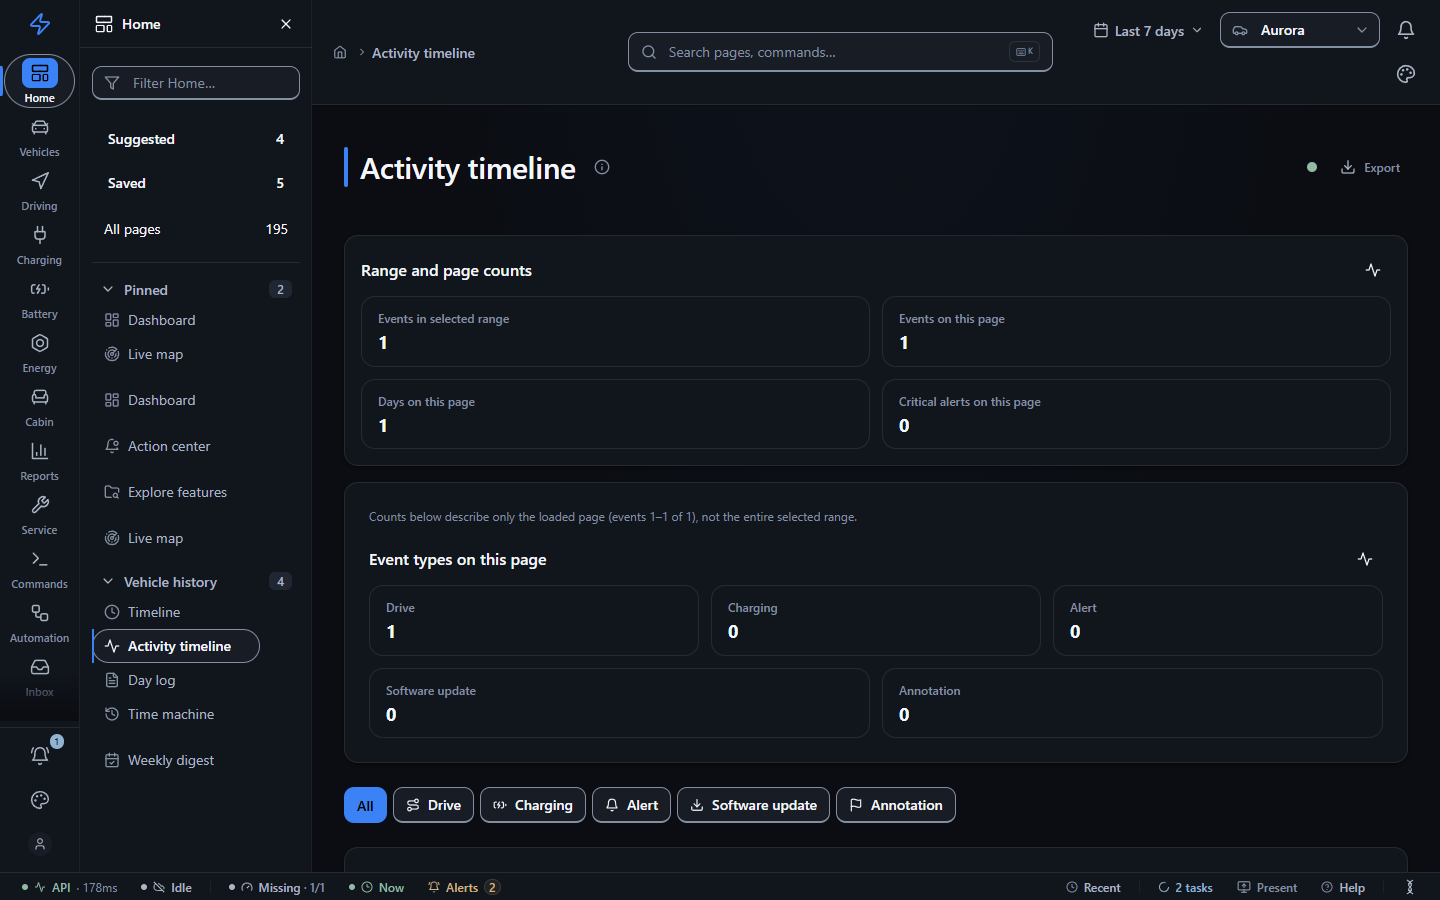 Home
Vehicles
Driving
Charging
Battery
Energy
Cabin
Reports
Service
Commands
Automation
Inbox
1
Home
Filter Home...
Suggested 4
Saved 5
All pages 195
Pinned 2
Dashboard
Live map
Dashboard
Action center
Explore features
Live map
Vehicle history 4
Timeline
Activity timeline
Day log
Time machine
Weekly digest
Activity timeline
Search pages, commands...
K
Last 7 days
Aurora
Activity timeline
Export
Range and page counts
Events in selected range
1
Events on this page
1
Days on this page
1
Critical alerts on this page
0
Counts below describe only the loaded page (events 1–1 of 1), not the entire selected range.
Event types on this page
Drive
1
Charging
0
Alert
0
Software update
0
Annotation
0
All
Drive
Charging
Alert
Software update
Annotation
API · 178ms
Idle
Missing · 1/1
Now
Alerts 2
Recent
2 tasks
Present
Help